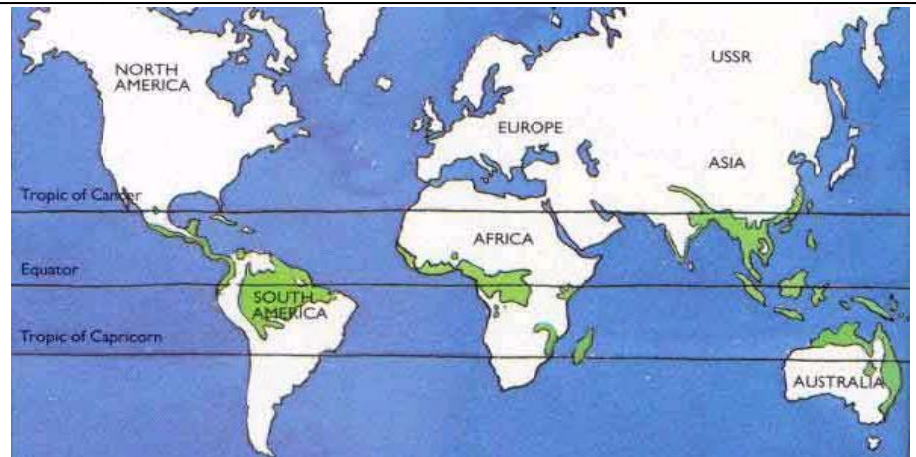 NORTH
AMERICA
USSR
EUROPE
ASIA
Tropic of Cancer
AFRICA
Equator
SOUTH
AMERICA
Tropic of Capricorn
AUSTRALIA